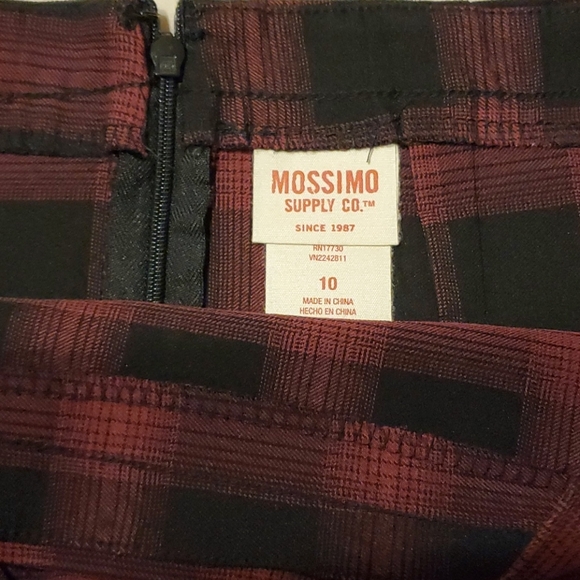 MOSSIMO
SUPPLY CO.™
SINCE 1987
RN17730
VN2242811
10
MADE IN CHINA
HECHO EN CHINA